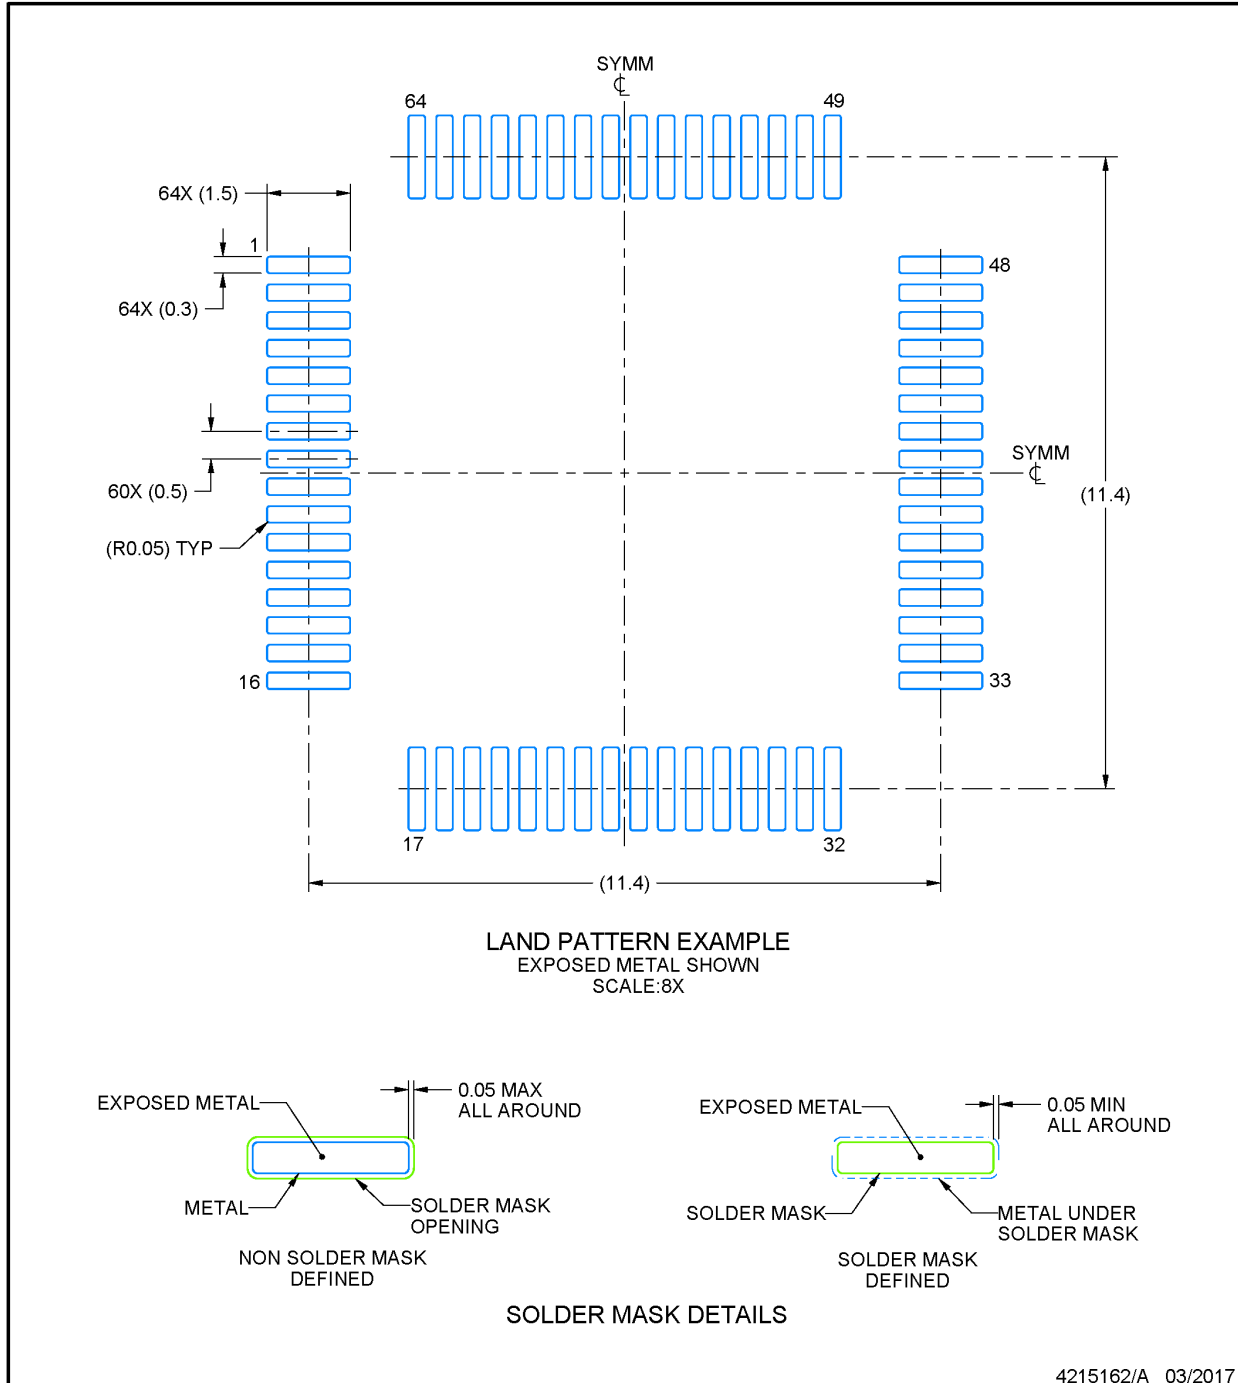 SYMM
℄
64
49
64X (1.5)
1
48
64X (0.3)
SYMM
℄
60X (0.5)
(11.4)
(R0.05) TYP
16
33
17
32
(11.4)
LAND PATTERN EXAMPLE
EXPOSED METAL SHOWN
SCALE:8X
0.05 MAX
ALL AROUND
EXPOSED METAL
METAL
SOLDER MASK
OPENING
NON SOLDER MASK
DEFINED
0.05 MIN
ALL AROUND
EXPOSED METAL
SOLDER MASK
METAL UNDER
SOLDER MASK
SOLDER MASK
DEFINED
SOLDER MASK DETAILS
4215162/A 03/2017